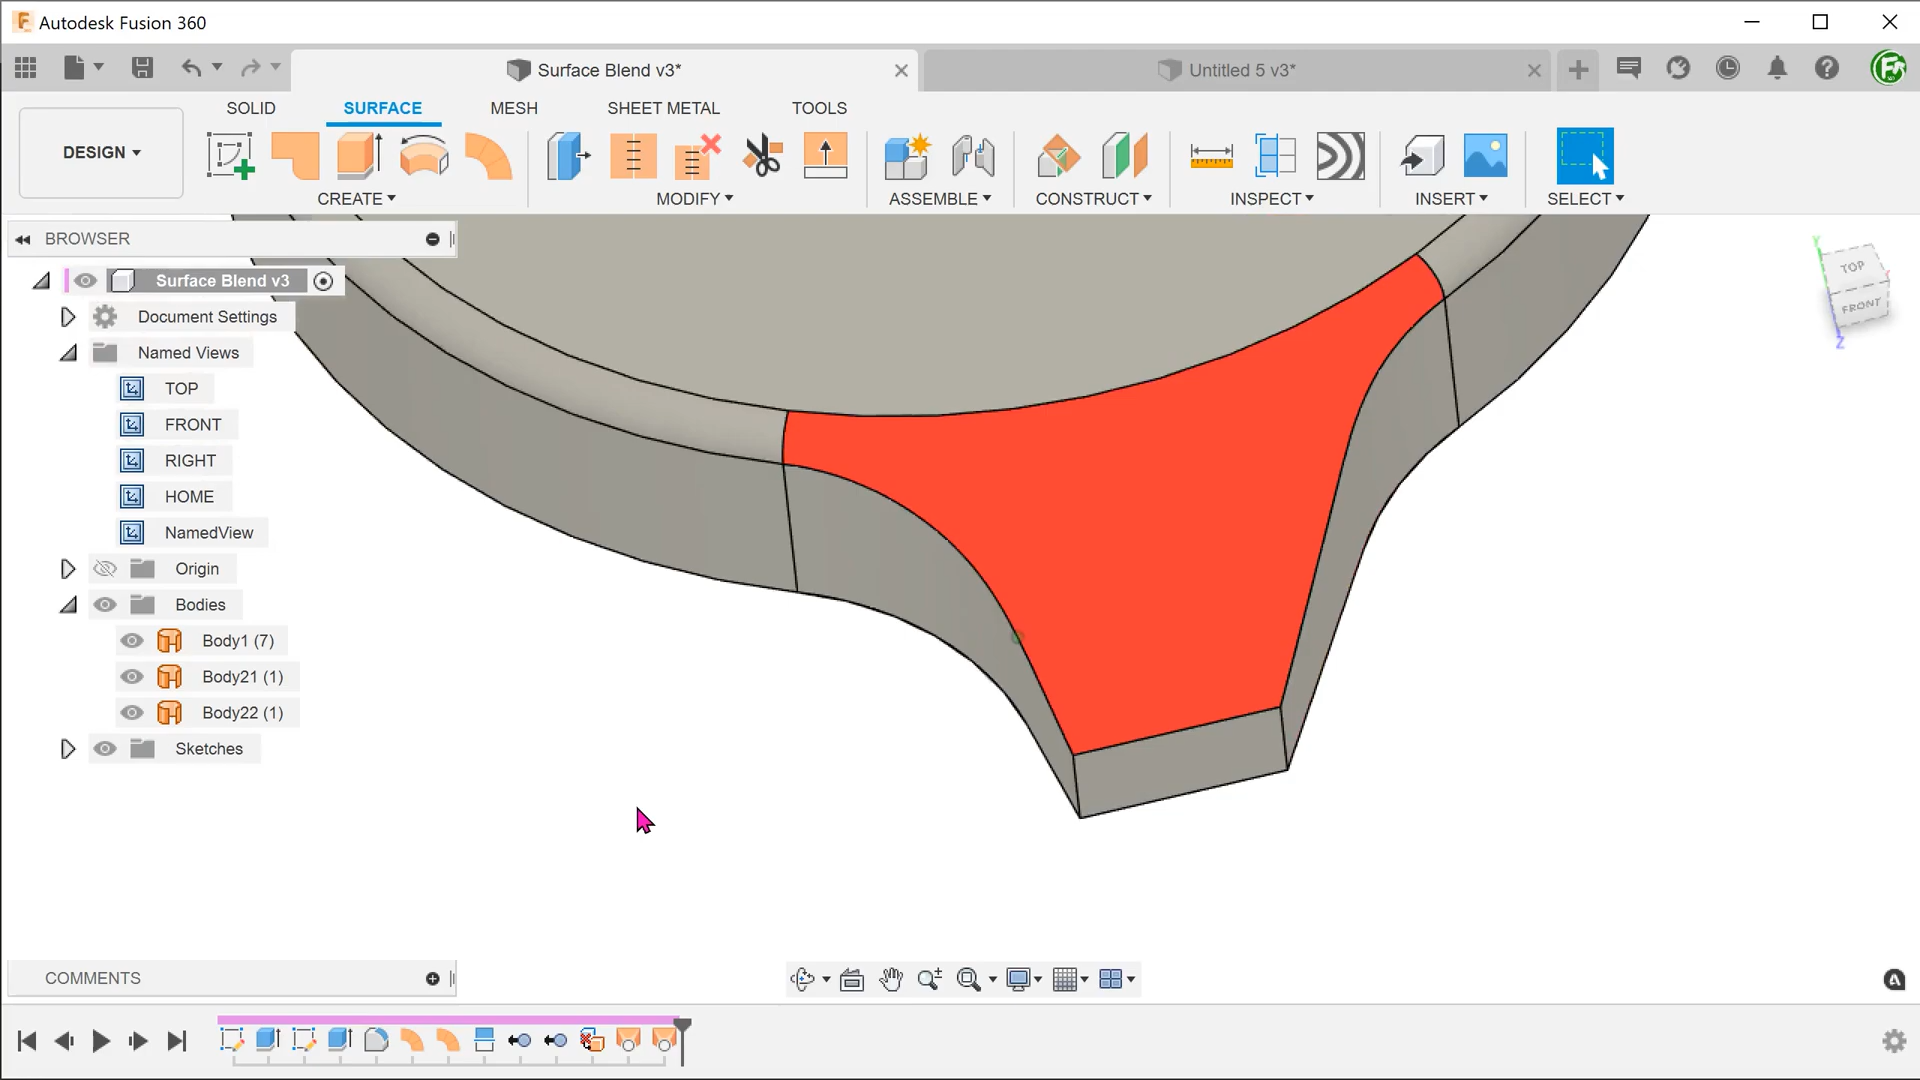 Autodesk Fusion 360
Surface Blend v3*
Untitled 5 v3*
SOLID SURFACE MESH SHEET METAL TOOLS
DESIGN
CREATE MODIFY ASSEMBLE CONSTRUCT INSPECT INSERT SELECT
BROWSER
Surface Blend v3
Document Settings
Named Views
TOP
FRONT
RIGHT
HOME
NamedView
Origin
Bodies
Body1 (7)
Body21 (1)
Body22 (1)
Sketches
Y
TOP
FRONT
Z
COMMENTS